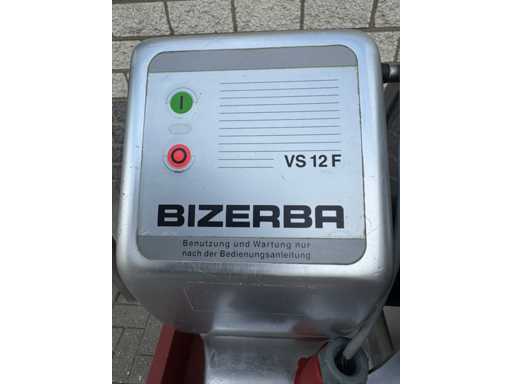 I
O
VS 12 F
BIZERBA
Benutzung und Wartung nur
nach der Bedienungsanleitung